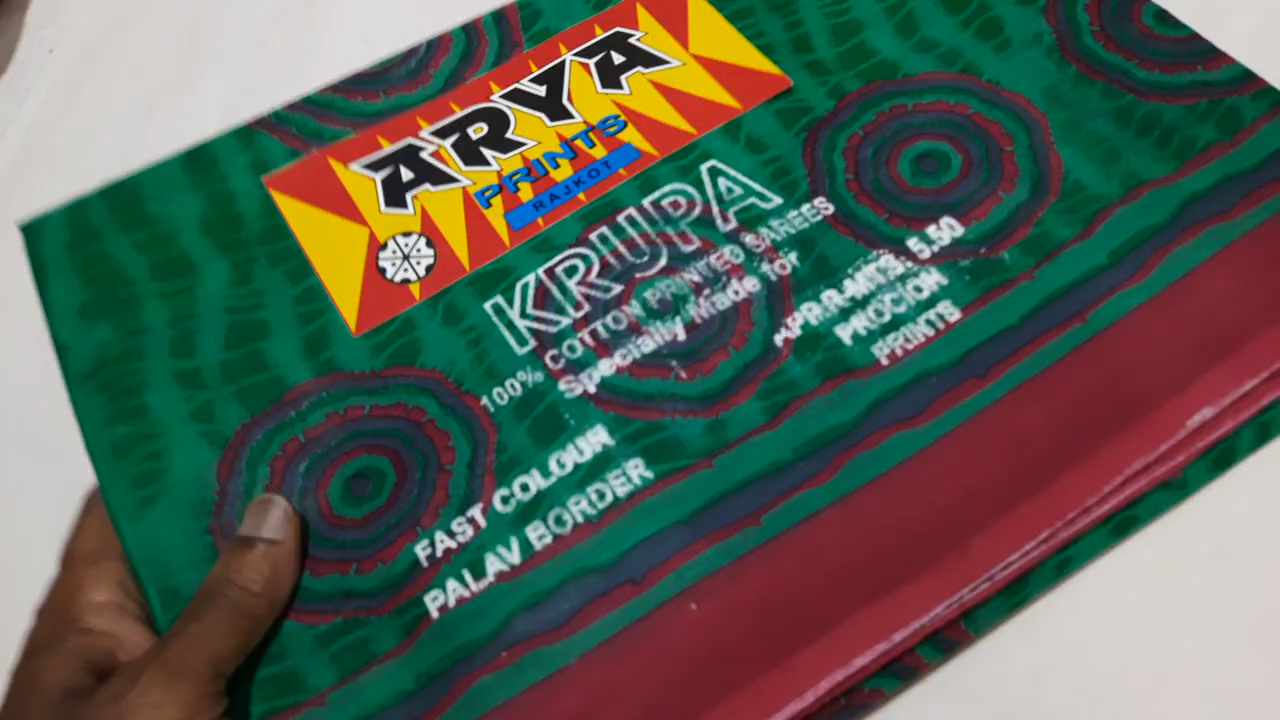 ARYA
PRINTS
RAJKOT
KRUPA
100% COTTON PRINTED SAREES
Specially Made for
APP.R-MTS. 5.50
PROCION
PRINTS
FAST COLOUR
PALAV BORDER